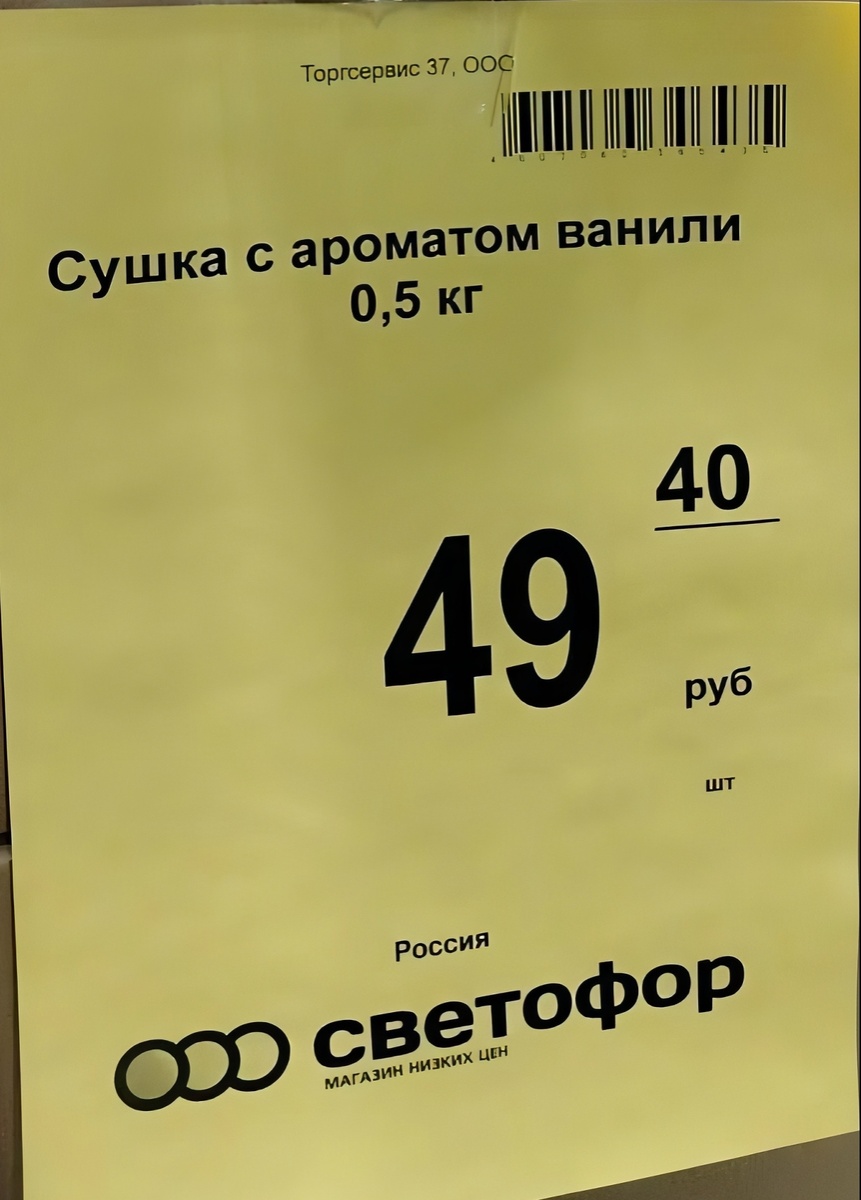 Торгсервис 37, ООО
Сушка с ароматом ванили
0,5 кг
40
49
руб
шт
Россия
светофор
МАГАЗИН НИЗКИХ ЦЕН